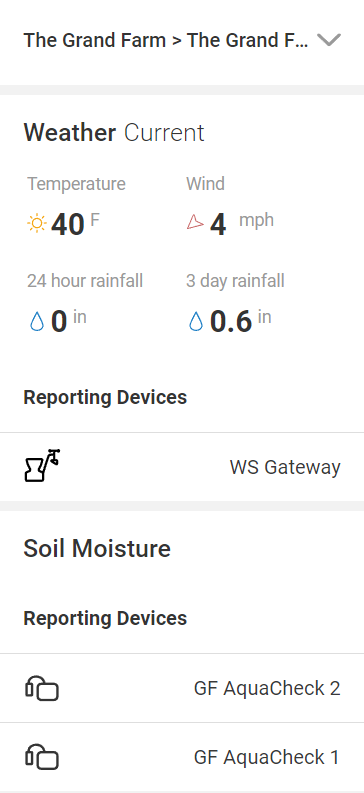 The Grand Farm > The Grand F...
Weather Current
Temperature Wind
40 F 4 mph
24 hour rainfall 3 day rainfall
0 in 0.6 in
Reporting Devices
WS Gateway
Soil Moisture
Reporting Devices
GF AquaCheck 2
GF AquaCheck 1